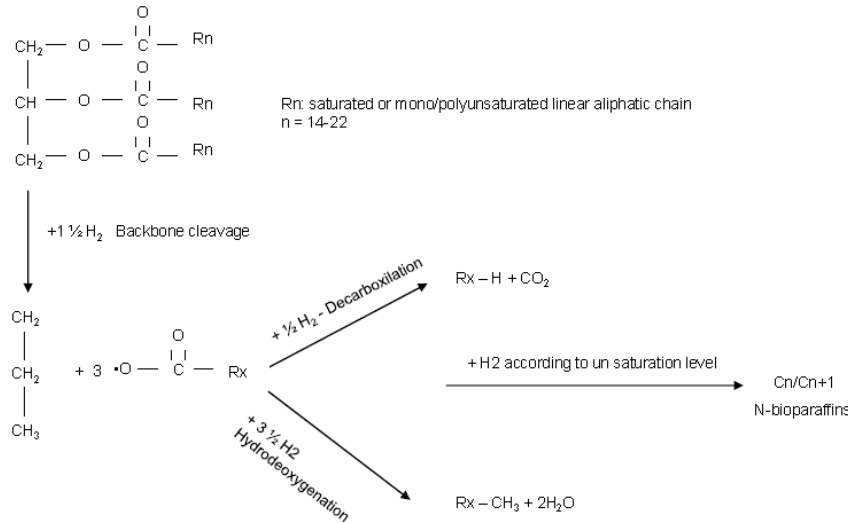 O
CH₂ — O — C — Rn
O
CH — O — C — Rn
O
CH₂ — O — C — Rn
Rn: saturated or mono/polyunsaturated linear aliphatic chain
n = 14-22
+1 ½ H₂ Backbone cleavage
CH₂
CH₂
CH₃
+ 3 •O — C — Rx
O
+ ½ H₂ - Decarboxilation
Rx – H + CO₂
+ 3 ½ H2
Hydrodeoxygenation
Rx – CH₃ + 2H₂O
+ H2 according to un saturation level
Cn/Cn+1
N-bioparaffins